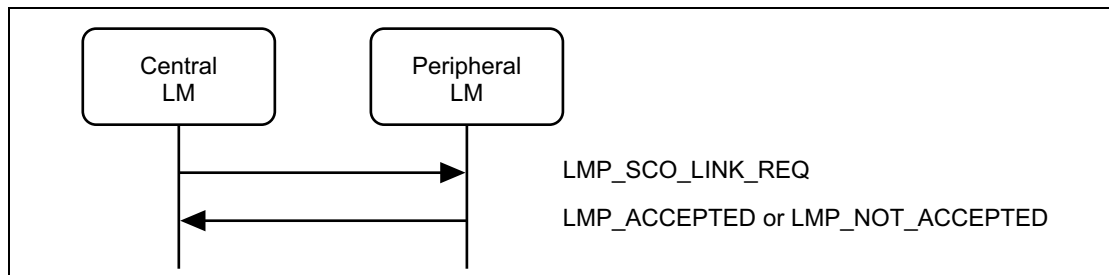 Central
LM
Peripheral
LM
LMP_SCO_LINK_REQ
LMP_ACCEPTED or LMP_NOT_ACCEPTED